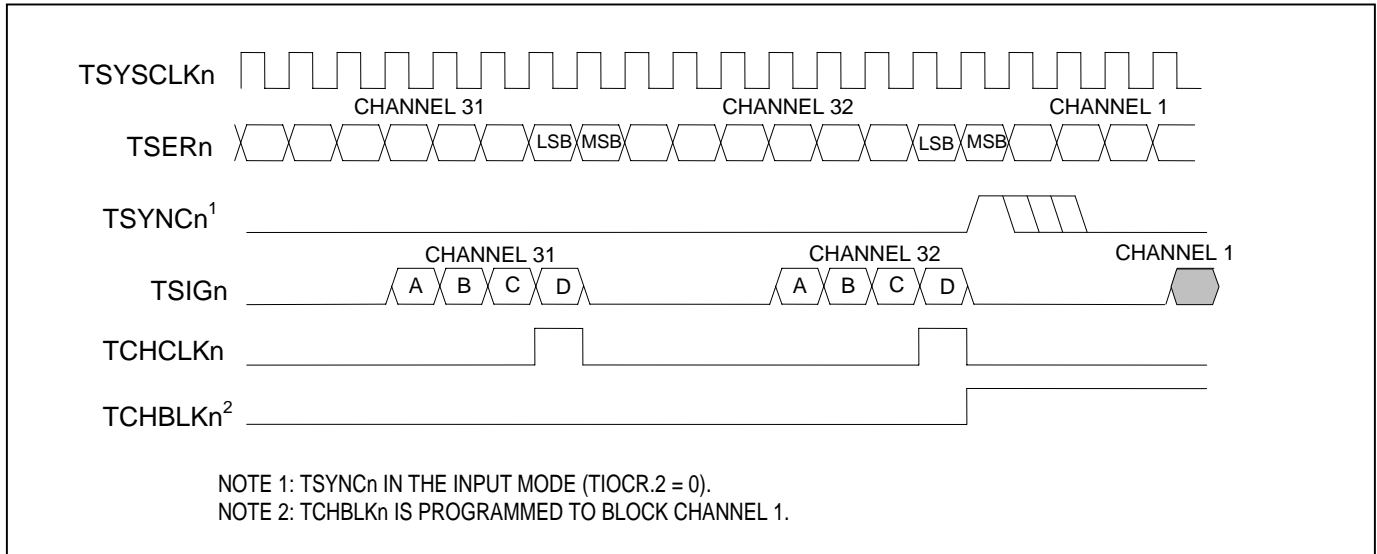 TSYSCLKn
CHANNEL 31 CHANNEL 32 CHANNEL 1
TSERn LSB MSB LSB MSB
TSYNCn1
CHANNEL 31 CHANNEL 32 CHANNEL 1
TSIGn A B C D A B C D
TCHCLKn
TCHBLKn2
NOTE 1: TSYNCn IN THE INPUT MODE (TIOCR.2 = 0).
NOTE 2: TCHBLKn IS PROGRAMMED TO BLOCK CHANNEL 1.